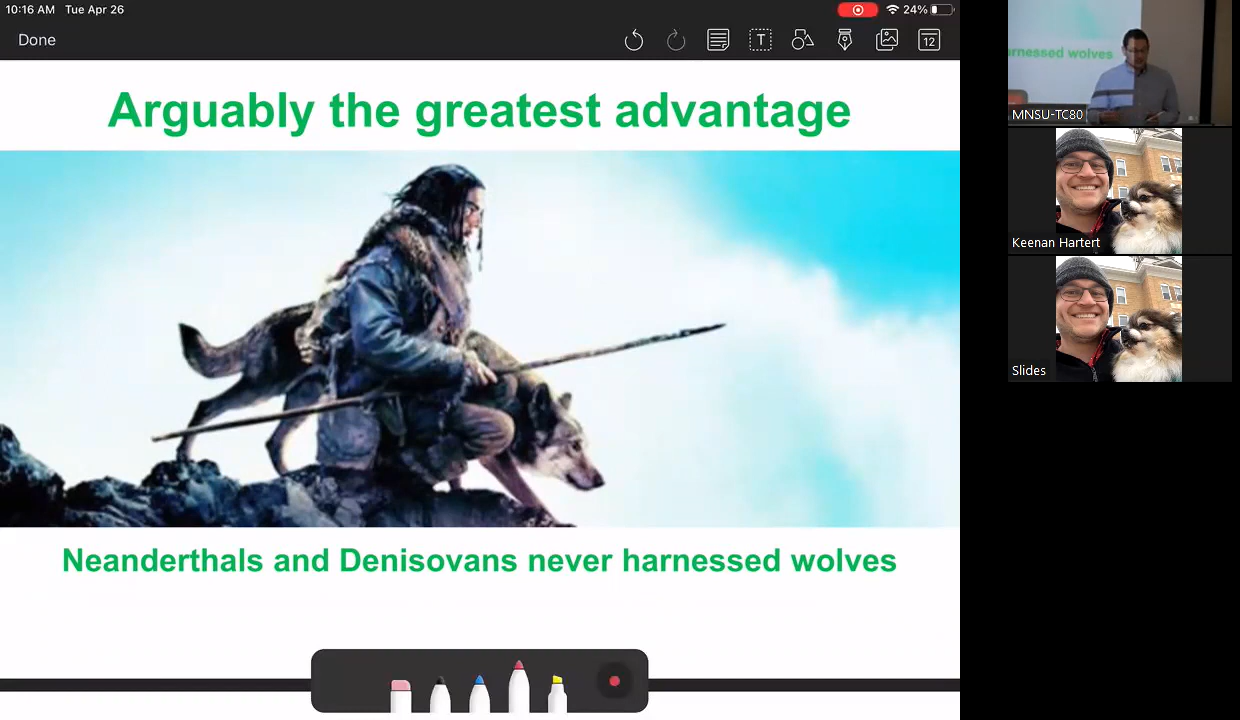 10:16 AM Tue Apr 26
24%
Done
T
12
Arguably the greatest advantage
Neanderthals and Denisovans never harnessed wolves
harnessed wolves
MNSU-TC80
Keenan Hartert
Slides